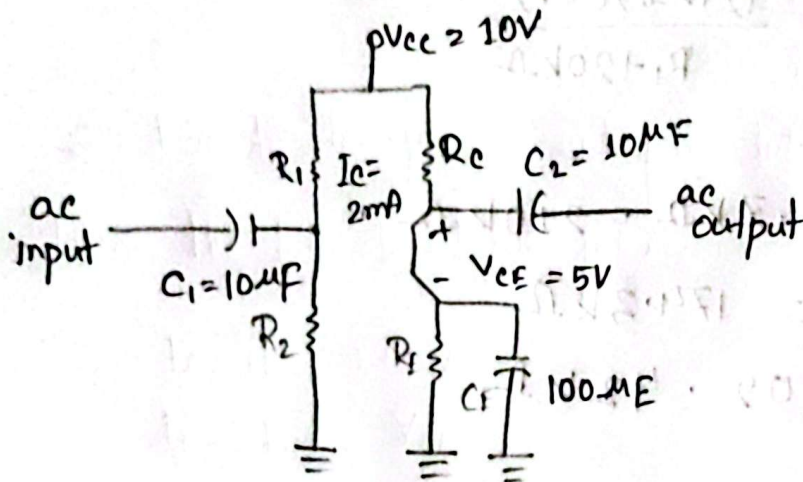 VCC = 10V
R1
IC=
2mA
RC
C2 = 10μF
ac
input
ac
output
C1=10μF
+
-
VCE = 5V
R2
RE
CE
100μE